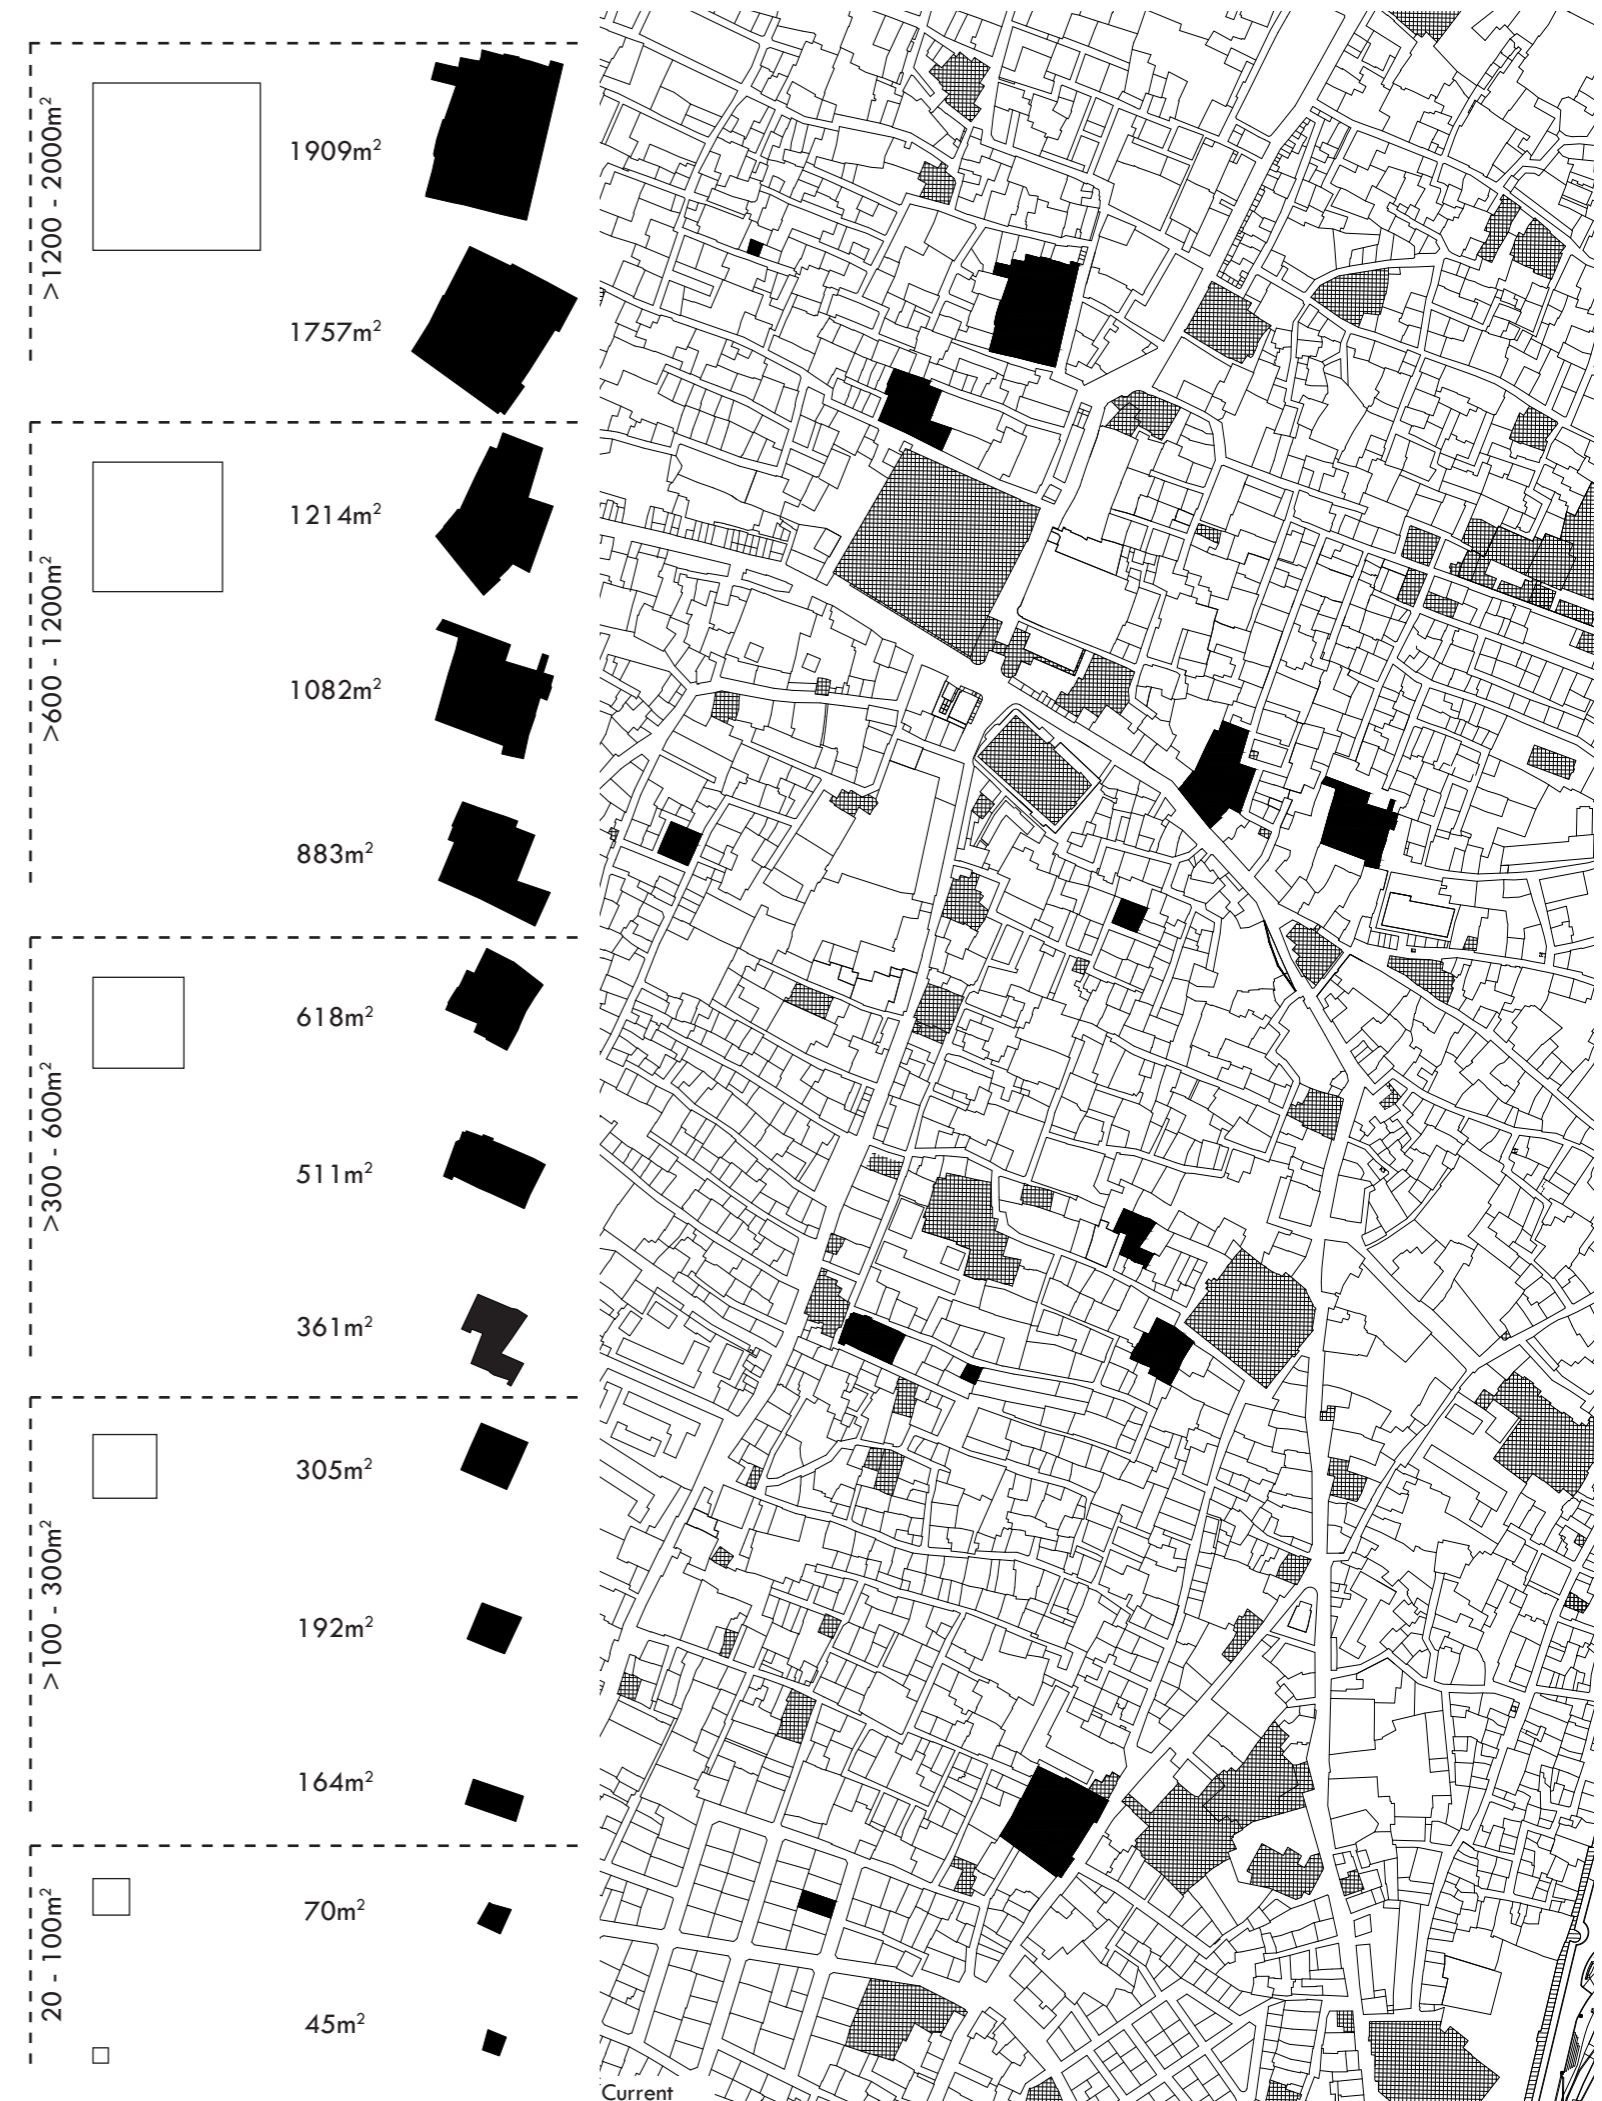 >1200 - 2000m²
1909m²
1757m²
>600 - 1200m²
1214m²
1082m²
883m²
>300 - 600m²
618m²
511m²
361m²
>100 - 300m²
305m²
192m²
164m²
20 - 100m²
70m²
45m²
Current